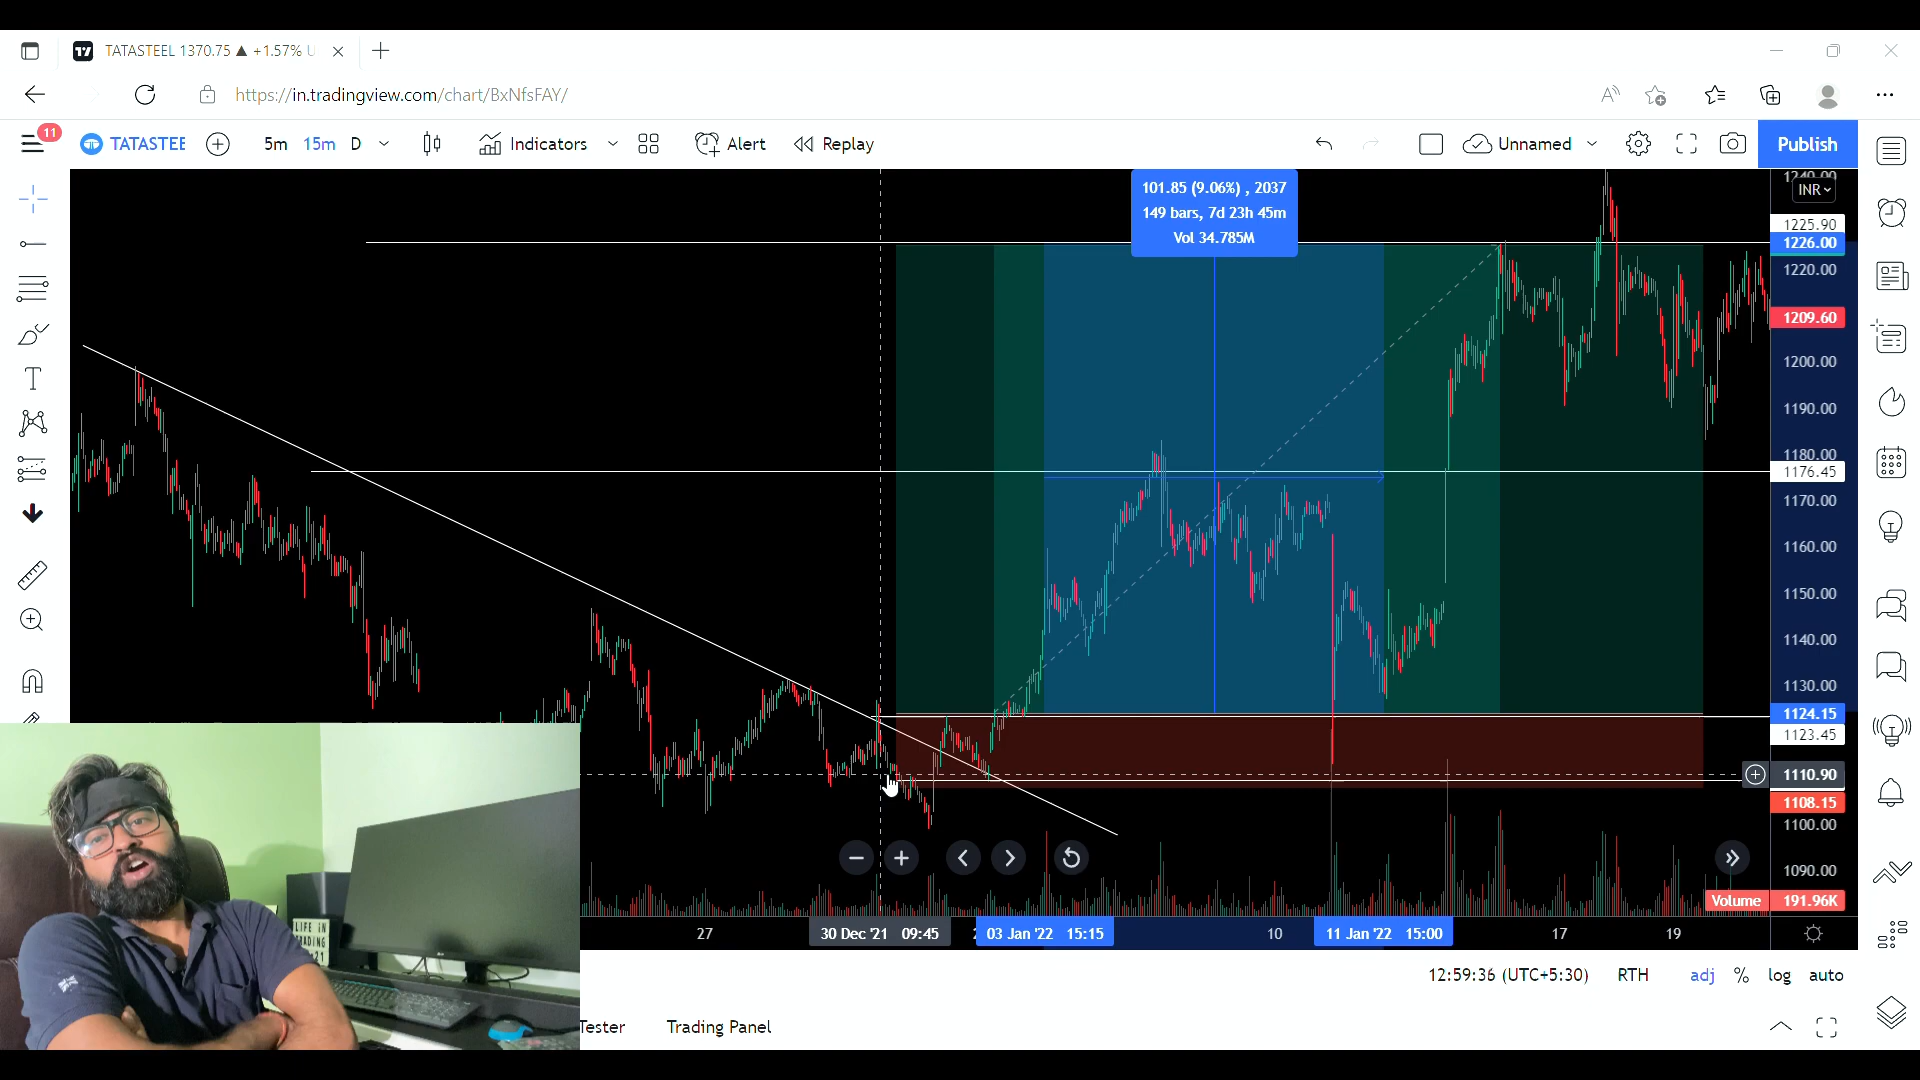 TATASTEEL 1370.75 ▲ +1.57% U
https://in.tradingview.com/chart/BxNfsFAY/
11
TATASTEE 5m 15m D Indicators Alert Replay Unnamed Publish
101.85 (9.06%) , 2037
149 bars, 7d 23h 45m
Vol 34.785M
1240.00
INR
1225.90
1226.00
1220.00
1209.60
1200.00
1190.00
1180.00
1176.45
1170.00
1160.00
1150.00
1140.00
1130.00
1124.15
1123.45
1110.90
1108.15
1100.00
1090.00
Volume 191.96K
27 30 Dec '21 09:45 03 Jan '22 15:15 10 11 Jan '22 15:00 17 19
12:59:36 (UTC+5:30) RTH adj % log auto
Tester Trading Panel
LIFE IN